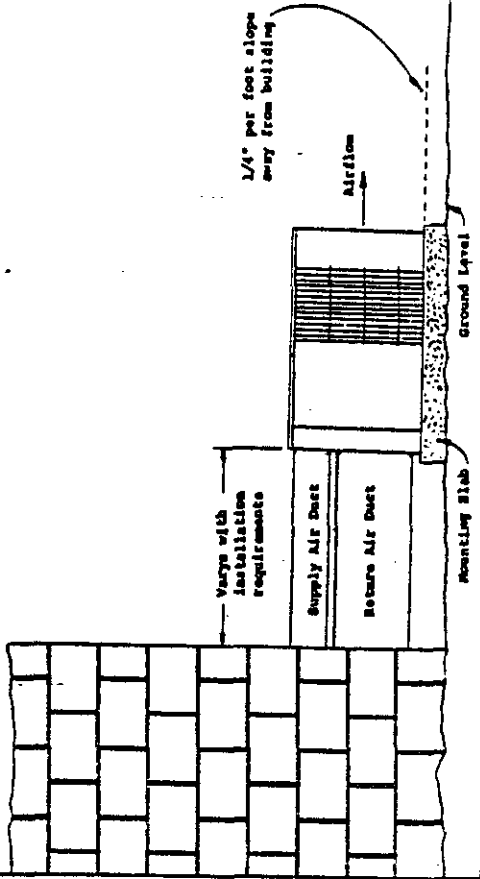 1/4" per foot slope
away from building
Airflow
Varys with
installation
requirements
Supply Air Duct
Return Air Duct
Mounting Slab
Ground Level